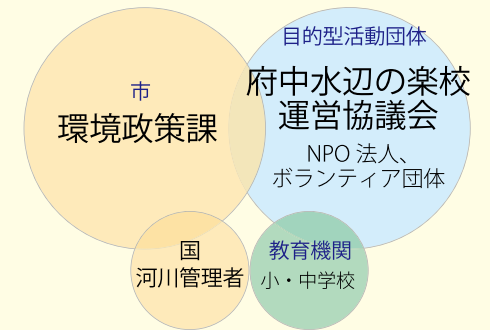 市
環境政策課
目的型活動団体
府中水辺の楽校
運営協議会
NPO 法人、
ボランティア団体
国
河川管理者
教育機関
小・中学校